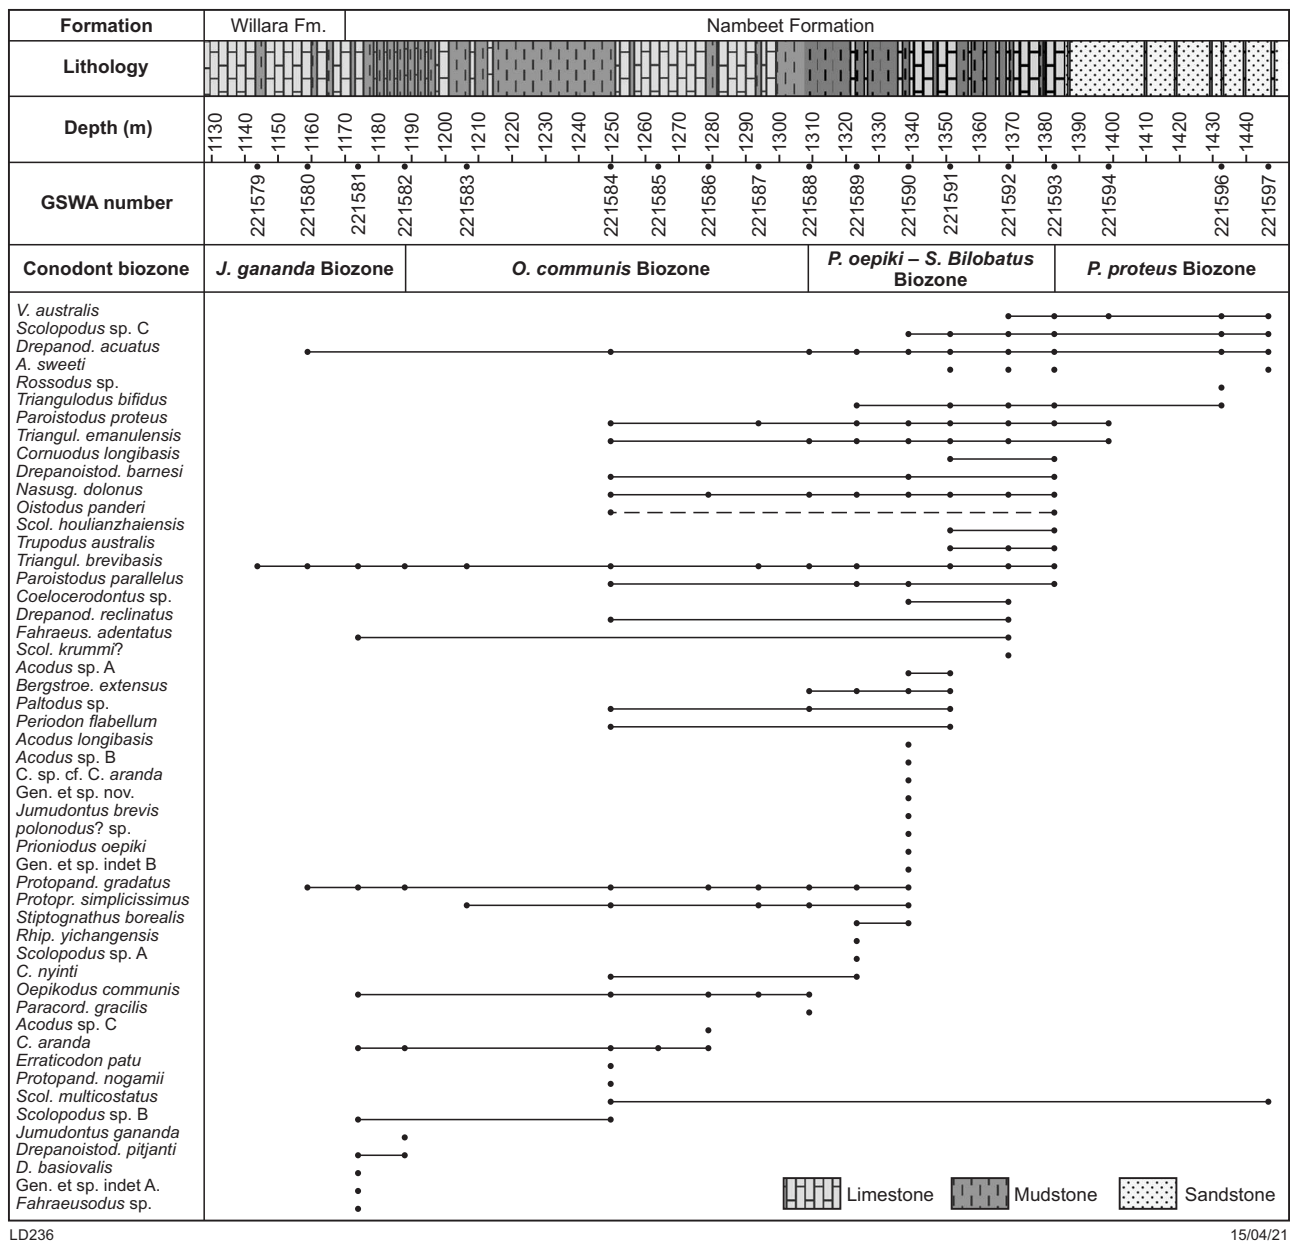 Formation Willara Fm. Nambeet Formation
Lithology
Depth (m) 1130 1140 1150 1160 1170 1180 1190 1200 1210 1220 1230 1240 1250 1260 1270 1280 1290 1300 1310 1320 1330 1340 1350 1360 1370 1380 1390 1400 1410 1420 1430 1440
GSWA number 221579 221580 221581 221582 221583 221584 221585 221586 221587 221588 221589 221590 221591 221592 221593 221594 221596 221597
Conodont biozone J. gananda Biozone O. communis Biozone P. oepiki – S. Bilobatus
Biozone P. proteus Biozone
V. australis
Scolopodus sp. C
Drepanod. acuatus
A. sweeti
Rossodus sp.
Triangulodus bifidus
Paroistodus proteus
Triangul. emanulensis
Cornuodus longibasis
Drepanoistod. barnesi
Nasusg. dolonus
Oistodus panderi
Scol. houlianzhaiensis
Trupodus australis
Triangul. brevibasis
Paroistodus parallelus
Coelocerodontus sp.
Drepanod. reclinatus
Fahraeus. adentatus
Scol. krummi?
Acodus sp. A
Bergstroe. extensus
Paltodus sp.
Periodon flabellum
Acodus longibasis
Acodus sp. B
C. sp. cf. C. aranda
Gen. et sp. nov.
Jumudontus brevis
polonodus? sp.
Prioniodus oepiki
Gen. et sp. indet B
Protopand. gradatus
Protopr. simplicissimus
Stiptognathus borealis
Rhip. yichangensis
Scolopodus sp. A
C. nyinti
Oepikodus communis
Paracord. gracilis
Acodus sp. C
C. aranda
Erraticodon patu
Protopand. nogamii
Scol. multicostatus
Scolopodus sp. B
Jumudontus gananda
Drepanoistod. pitjanti
D. basiovalis
Gen. et sp. indet A.
Fahraeusodus sp.
Limestone Mudstone Sandstone
LD236 15/04/21